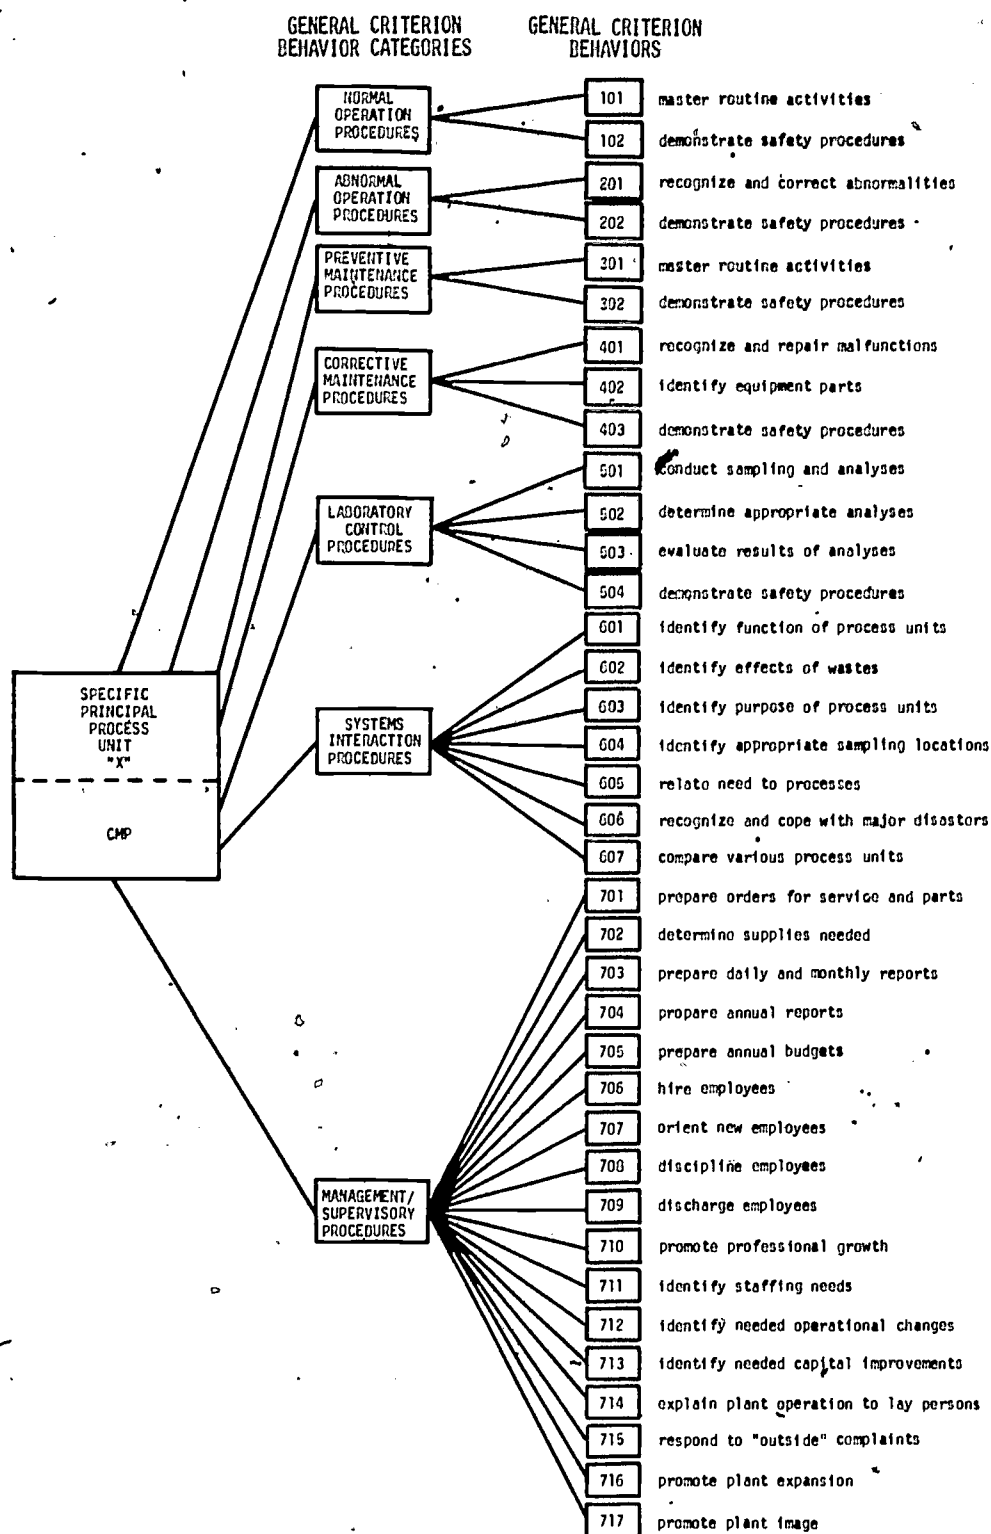 GENERAL CRITERION
BEHAVIOR CATEGORIES
GENERAL CRITERION
BEHAVIORS
NORMAL
OPERATION
PROCEDURES
101 master routine activities
102 demonstrate safety procedures
ABNORMAL
OPERATION
PROCEDURES
201 recognize and correct abnormalities
202 demonstrate safety procedures
PREVENTIVE
MAINTENANCE
PROCEDURES
301 master routine activities
302 demonstrate safety procedures
CORRECTIVE
MAINTENANCE
PROCEDURES
401 recognize and repair malfunctions
402 identify equipment parts
403 demonstrate safety procedures
LABORATORY
CONTROL
PROCEDURES
501 conduct sampling and analyses
502 determine appropriate analyses
503 evaluate results of analyses
504 demonstrate safety procedures
SPECIFIC
PRINCIPAL
PROCESS
UNIT
"X"
CMP
SYSTEMS
INTERACTION
PROCEDURES
601 identify function of process units
602 identify effects of wastes
603 identify purpose of process units
604 identify appropriate sampling locations
605 relate need to processes
606 recognize and cope with major disasters
607 compare various process units
MANAGEMENT/
SUPERVISORY
PROCEDURES
701 prepare orders for service and parts
702 determine supplies needed
703 prepare daily and monthly reports
704 prepare annual reports
705 prepare annual budgets
706 hire employees
707 orient new employees
708 discipline employees
709 discharge employees
710 promote professional growth
711 identify staffing needs
712 identify needed operational changes
713 identify needed capital improvements
714 explain plant operation to lay persons
715 respond to "outside" complaints
716 promote plant expansion
717 promote plant image